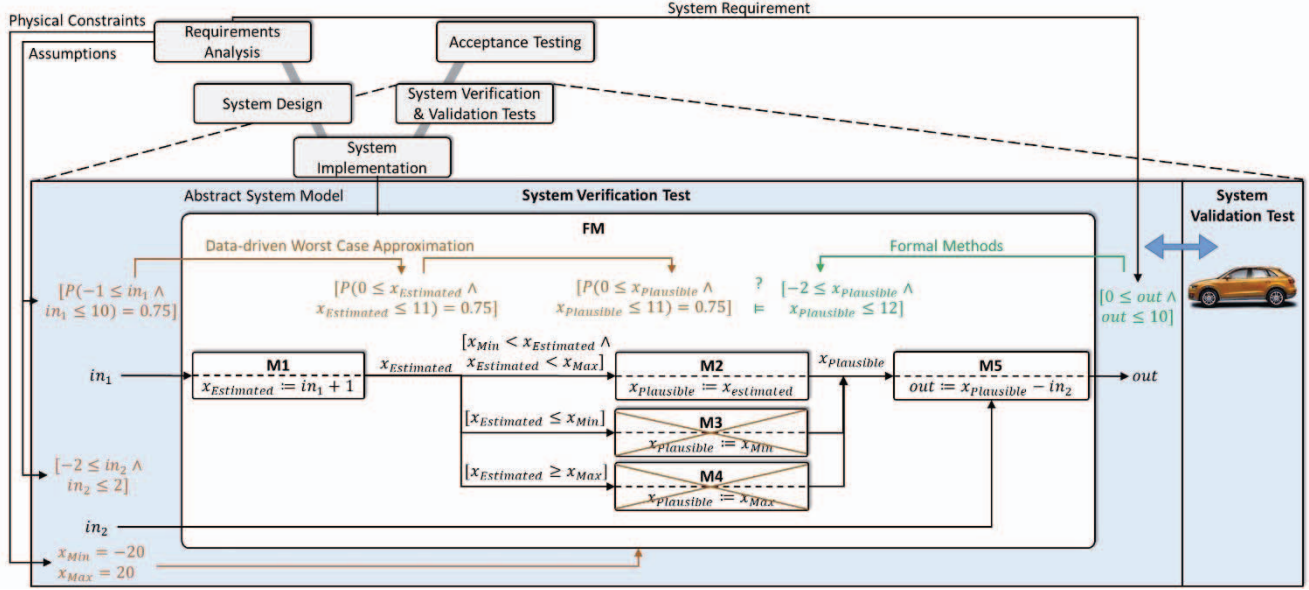 System Requirement
Physical Constraints
Assumptions
Requirements
Analysis
Acceptance Testing
System Design
System Verification
& Validation Tests
System
Implementation
Abstract System Model
System Verification Test
System
Validation Test
FM
Data-driven Worst Case Approximation
Formal Methods
[P(−1 ≤ in₁ ∧
in₁ ≤ 10) = 0.75]
[P(0 ≤ x_Estimated ∧
x_Estimated ≤ 11) = 0.75]
[P(0 ≤ x_Plausible ∧
x_Plausible ≤ 11) = 0.75]
?
⊨
[−2 ≤ x_Plausible ∧
x_Plausible ≤ 12]
[0 ≤ out ∧
out ≤ 10]
in₁
M1
x_Estimated ≔ in₁ + 1
x_Estimated
[x_Min < x_Estimated ∧
x_Estimated < x_Max]
M2
x_Plausible ≔ x_estimated
x_Plausible
M5
out ≔ x_Plausible − in₂
out
[x_Estimated ≤ x_Min]
M3
x_Plausible ≔ x_Min
[x_Estimated ≥ x_Max]
M4
x_Plausible ≔ x_Max
[−2 ≤ in₂ ∧
in₂ ≤ 2]
in₂
x_Min = −20
x_Max = 20